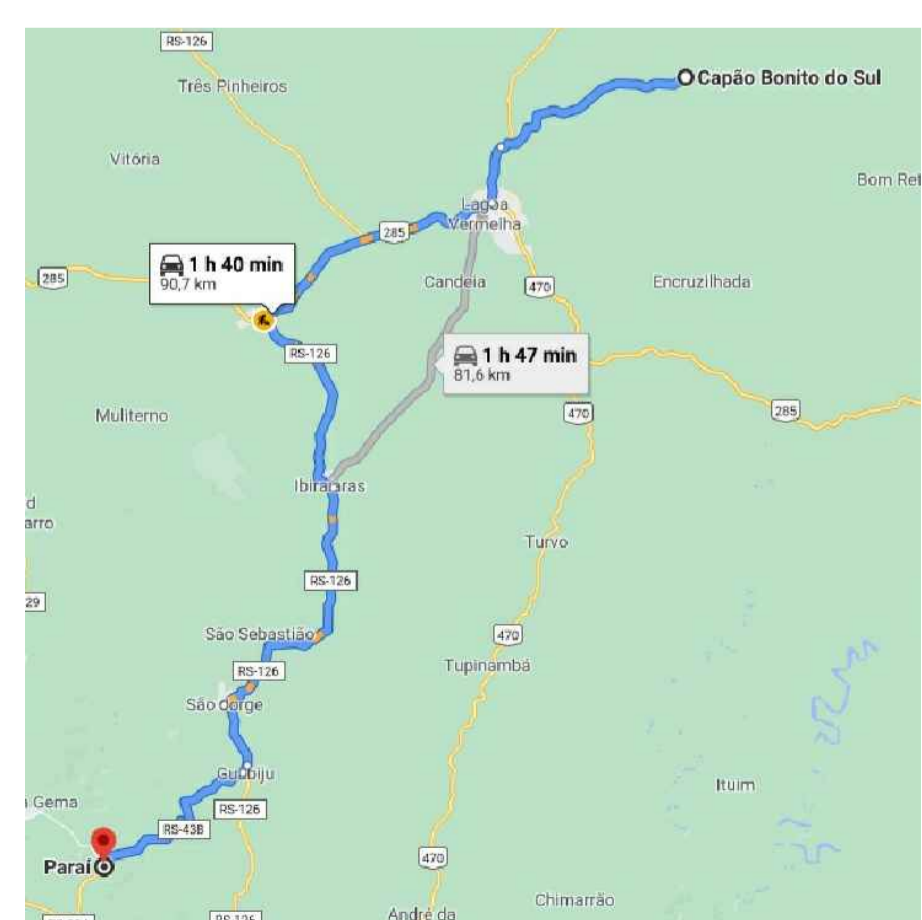 RS-126
Três Pinheiros
Capão Bonito do Sul
Vitória
Bom Ret
Lagoa
Vermelha
285
1 h 40 min
90,7 km
285
Candeia
470
Encruzilhada
RS-126
1 h 47 min
81,6 km
Muliterno
470
285
Ibiraiaras
d
arro
Turvo
RS-126
29
São Sebastião
470
RS-126
Tupinambá
São Jorge
Guabiju
Ituim
Gema
RS-126
RS-438
Paraí
470
Chimarrão
André da
RS-126